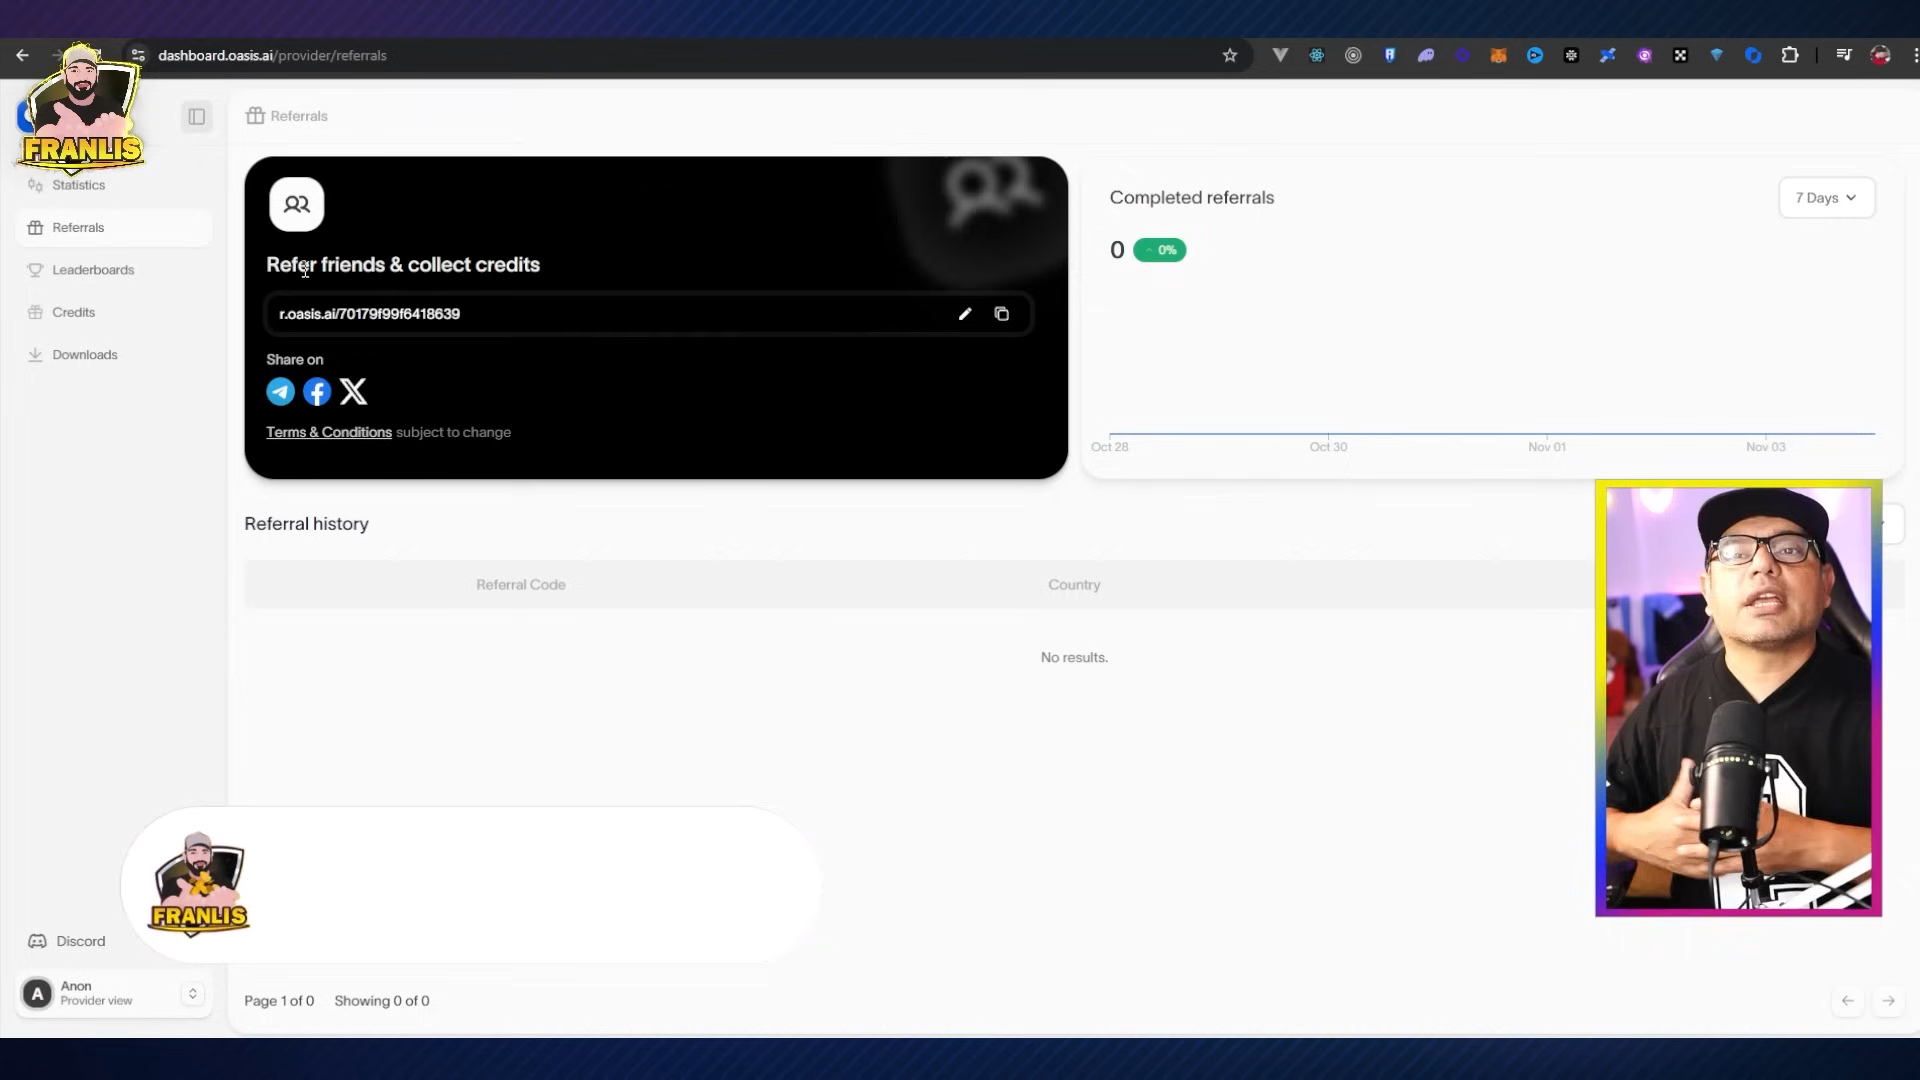 dashboard.oasis.ai/provider/referrals
FRANLIS
Statistics
Referrals
Leaderboards
Credits
Downloads
Discord
A
Anon
Provider view
Referrals
Refer friends & collect credits
r.oasis.ai/70179f99f6418639
Share on
Terms & Conditions subject to change
Completed referrals
7 Days
0
0%
Oct 28
Oct 30
Nov 01
Nov 03
Referral history
Referral Code
Country
No results.
FRANLIS
Page 1 of 0
Showing 0 of 0